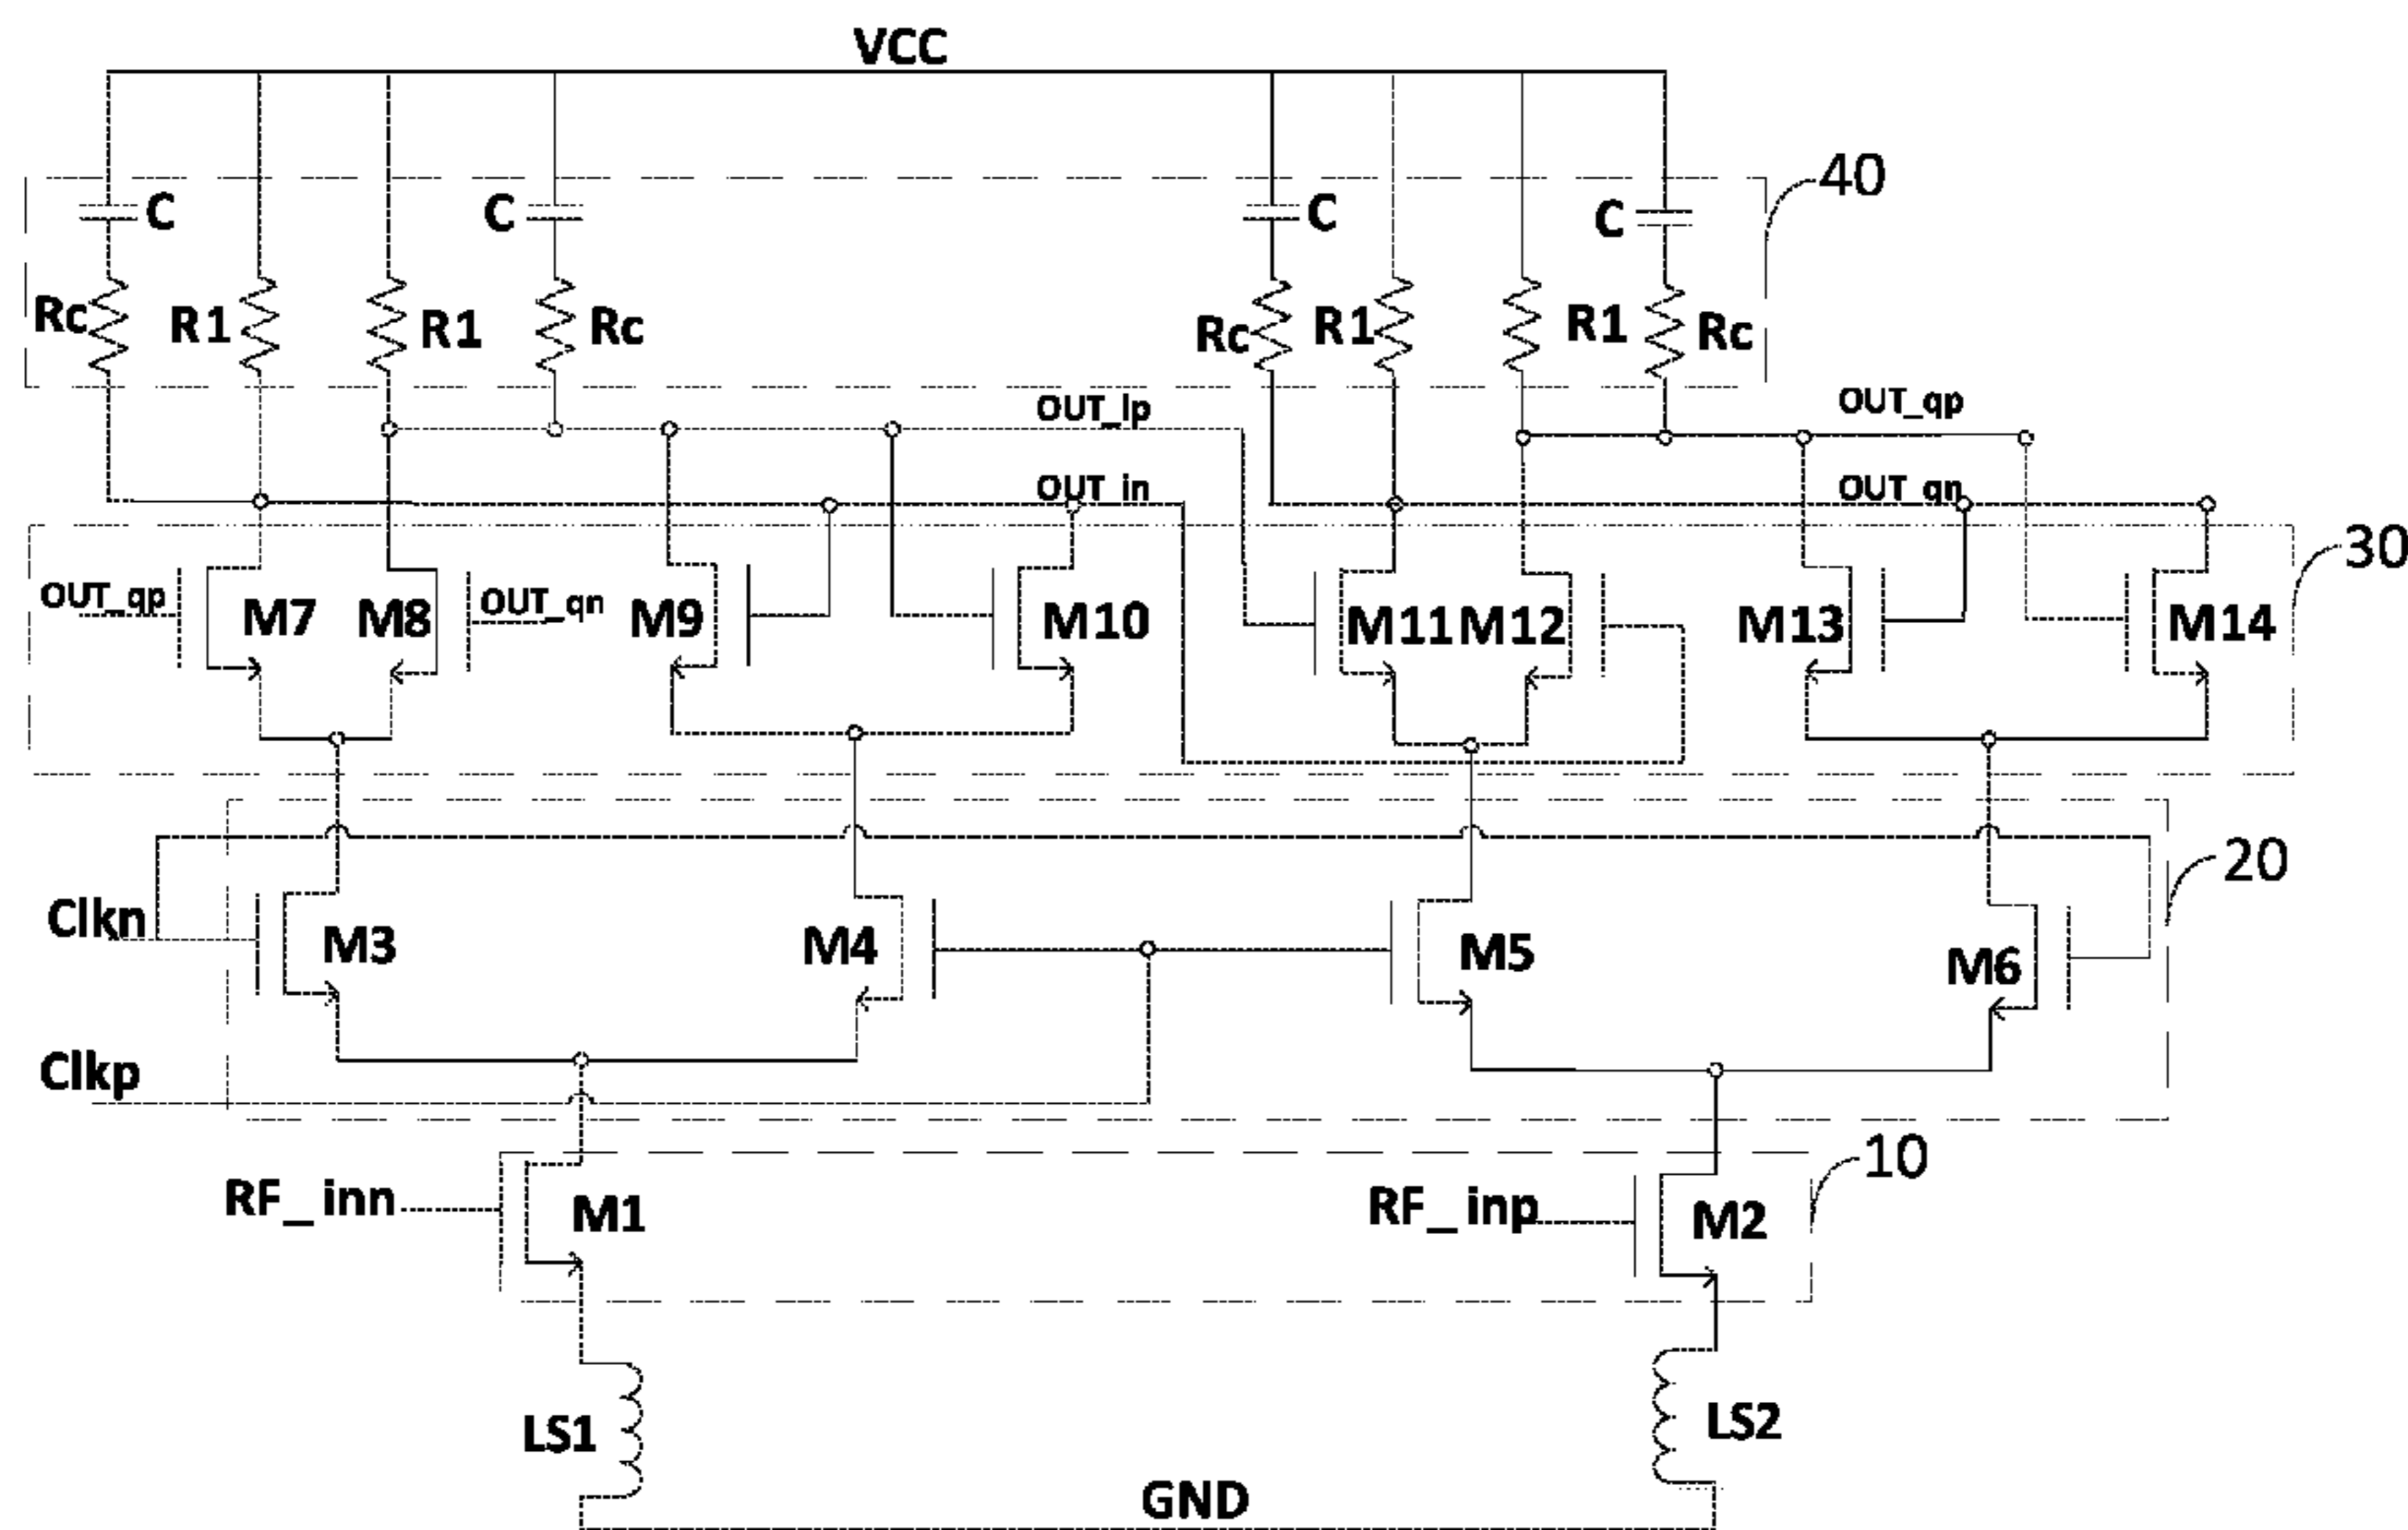 VCC
40
C
C
C
C
Rc
R1
R1
Rc
Rc
R1
R1
Rc
OUT_Ip
OUT_qp
OUT_in
OUT_qn
30
OUT_qp
M7
M8
OUT_qn
M9
M10
M11
M12
M13
M14
20
Clkn
M3
M4
M5
M6
Clkp
10
RF_inn
M1
RF_inp
M2
LS1
LS2
GND